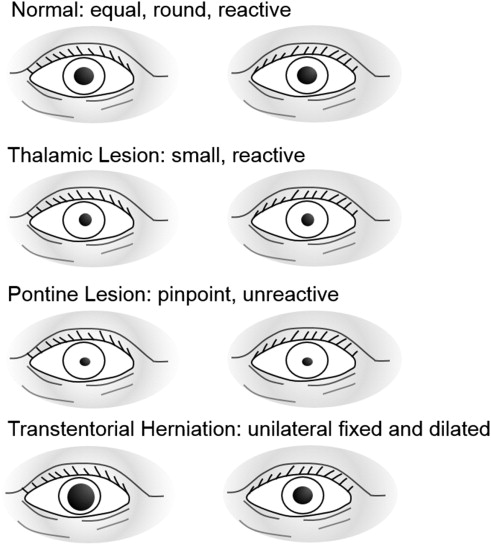 Normal: equal, round, reactive
Thalamic Lesion: small, reactive
Pontine Lesion: pinpoint, unreactive
Transtentorial Herniation: unilateral fixed and dilated